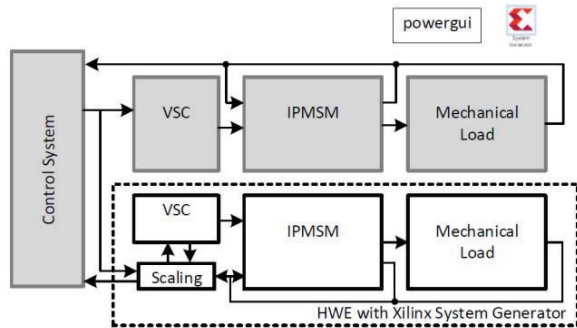 powergui
System
Generator
Control System
VSC
IPMSM
Mechanical
Load
VSC
IPMSM
Mechanical
Load
Scaling
HWE with Xilinx System Generator